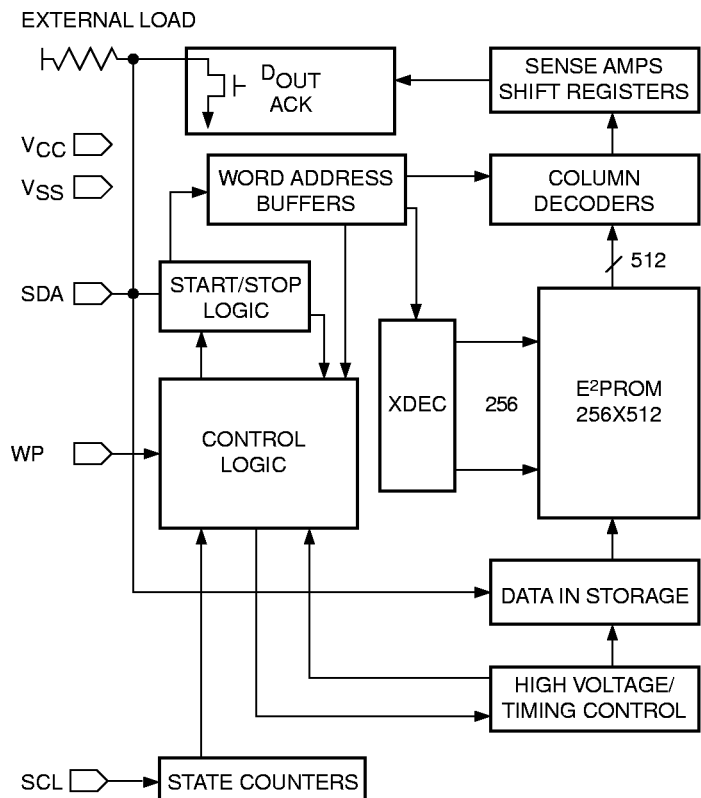 EXTERNAL LOAD
DOUT
ACK
SENSE AMPS
SHIFT REGISTERS
VCC
VSS
WORD ADDRESS
BUFFERS
COLUMN
DECODERS
512
SDA
START/STOP
LOGIC
XDEC
256
E²PROM
256X512
WP
CONTROL
LOGIC
DATA IN STORAGE
HIGH VOLTAGE/
TIMING CONTROL
SCL
STATE COUNTERS